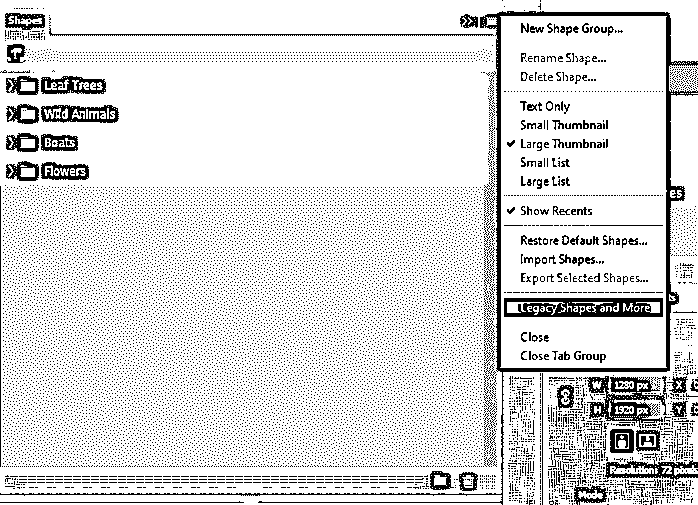 Shapes
Leaf Trees
Wild Animals
Boats
Flowers
New Shape Group...
Rename Shape...
Delete Shape...
Text Only
Small Thumbnail
Large Thumbnail
Small List
Large List
Show Recents
Restore Default Shapes...
Import Shapes...
Export Selected Shapes...
Legacy Shapes and More
Close
Close Tab Group
W 1280 px X
H 1920 px Y
Resolution: 72
Mode